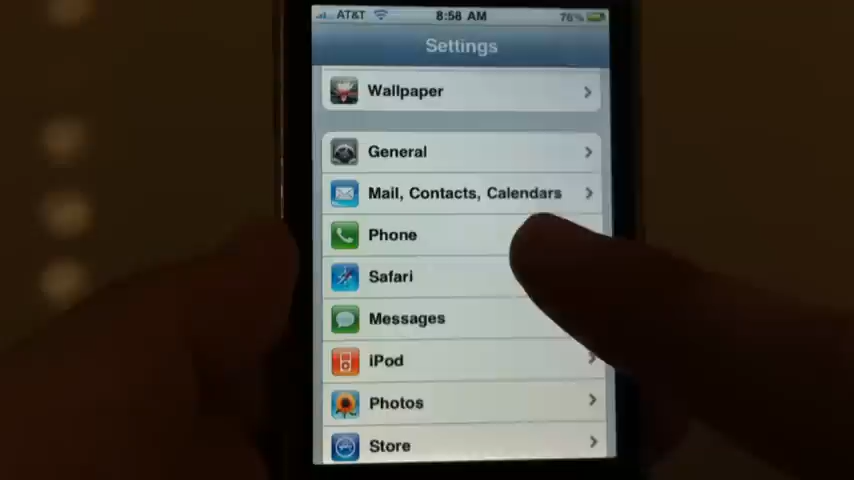 AT&T 8:58 AM 76%
Settings
Wallpaper
General
Mail, Contacts, Calendars
Phone
Safari
Messages
iPod
Photos
Store